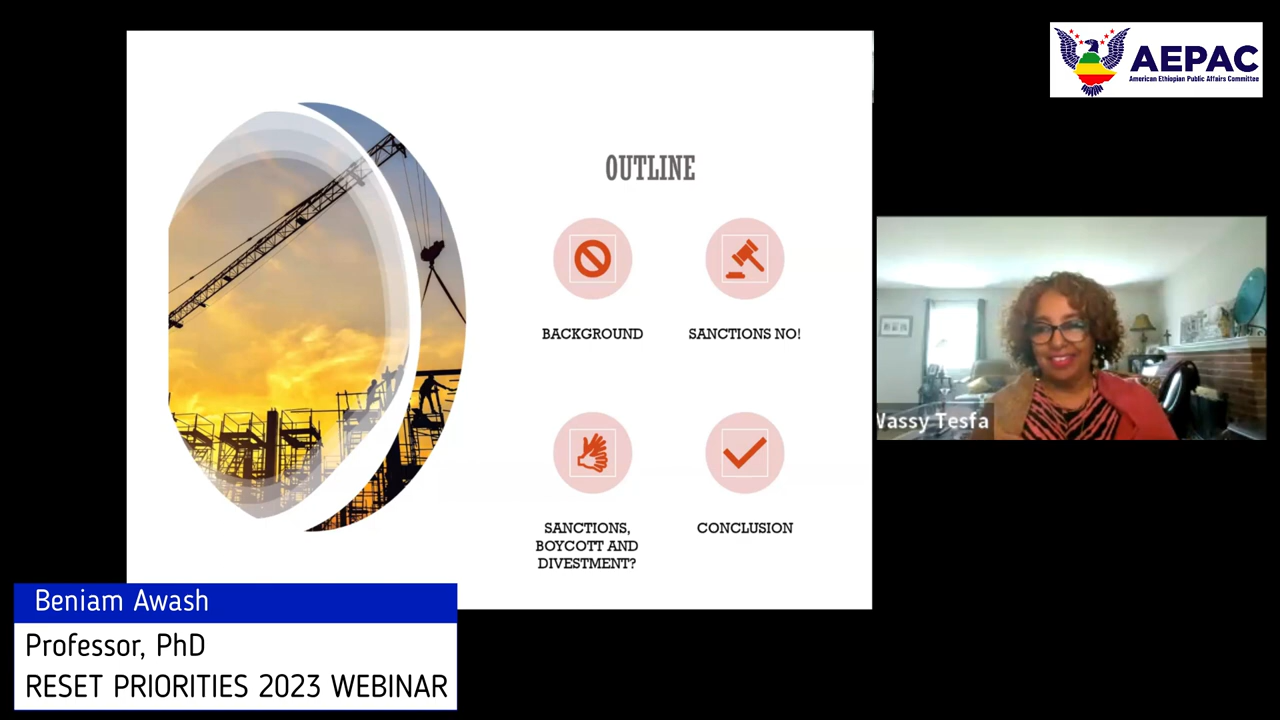 AEPAC
American Ethiopian Public Affairs Committee
OUTLINE
BACKGROUND
SANCTIONS NO!
SANCTIONS,
BOYCOTT AND
DIVESTMENT?
CONCLUSION
Wassy Tesfa
Beniam Awash
Professor, PhD
RESET PRIORITIES 2023 WEBINAR